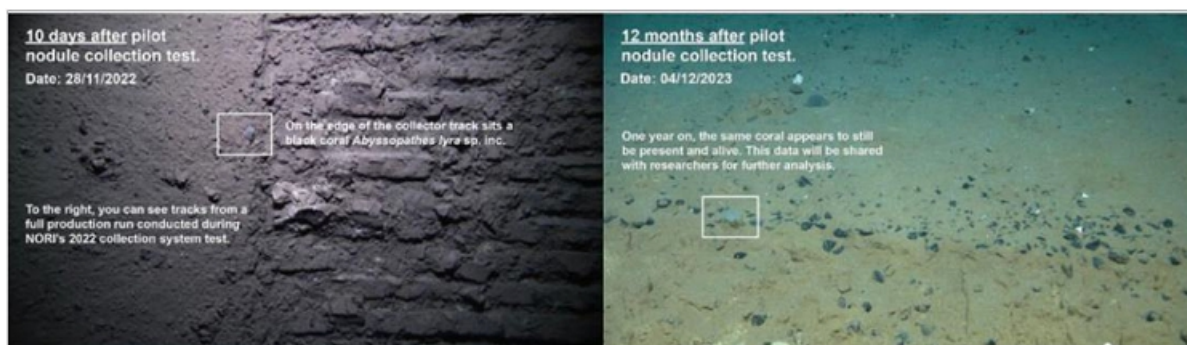 10 days after pilot
nodule collection test.
Date: 28/11/2022
On the edge of the collector track sits a
black coral Abyssopathes lyra sp. inc.
To the right, you can see tracks from a
full production run conducted during
NORI's 2022 collection system test.
12 months after pilot
nodule collection test.
Date: 04/12/2023
One year on, the same coral appears to still
be present and alive. This data will be shared
with researchers for further analysis.